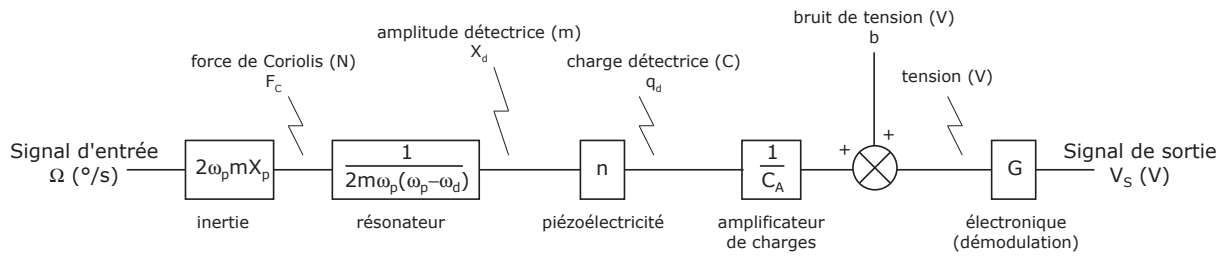 bruit de tension (V)
b
amplitude détectrice (m)
X_d
force de Coriolis (N)
F_C
charge détectrice (C)
q_d
tension (V)
+
+
Signal d'entrée
Ω (°/s)
2ω_p mX_p
1
2mω_p(ω_p−ω_d)
n
1
C_A
G
Signal de sortie
V_S (V)
inertie
résonateur
piézoélectricité
amplificateur
de charges
électronique
(démodulation)